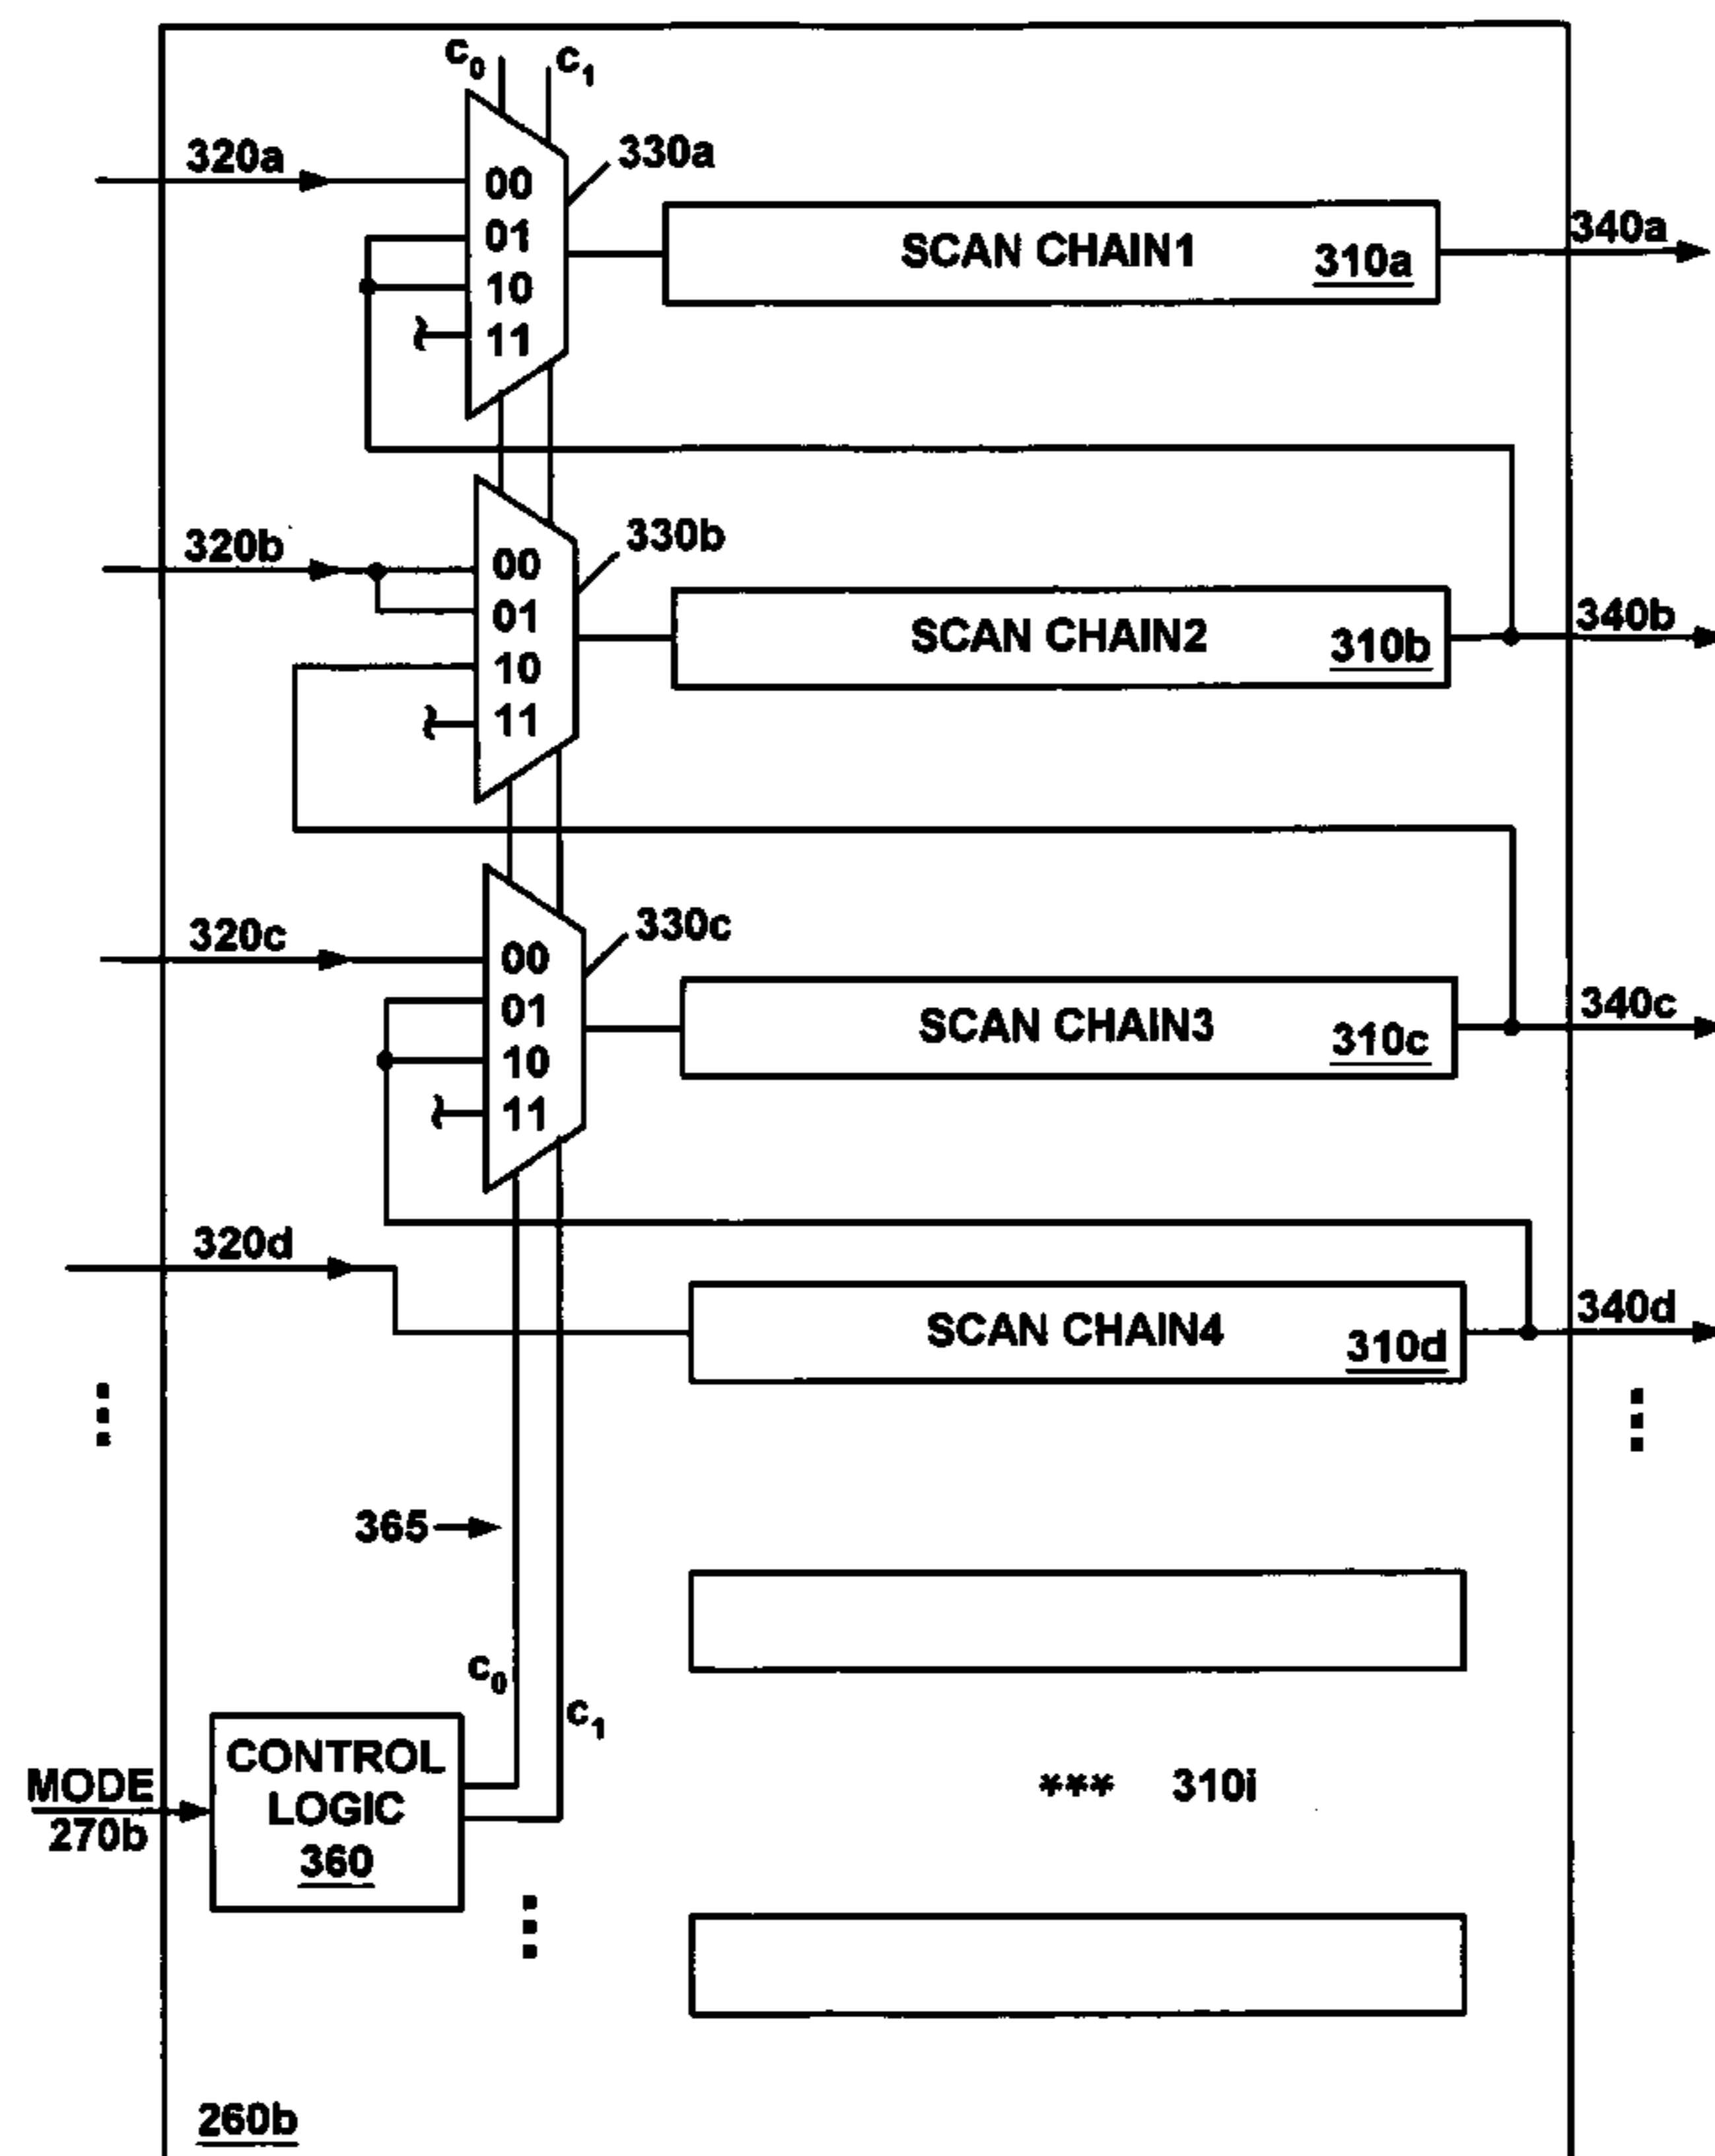 c0 c1
320a
330a
00
01
10
11
SCAN CHAIN1 310a
340a
320b
330b
00
01
10
11
SCAN CHAIN2 310b
340b
320c
330c
00
01
10
11
SCAN CHAIN3 310c
340c
320d
SCAN CHAIN4 310d
340d
365
c0
c1
CONTROL
LOGIC
360
MODE
270b
*** 310i
260b